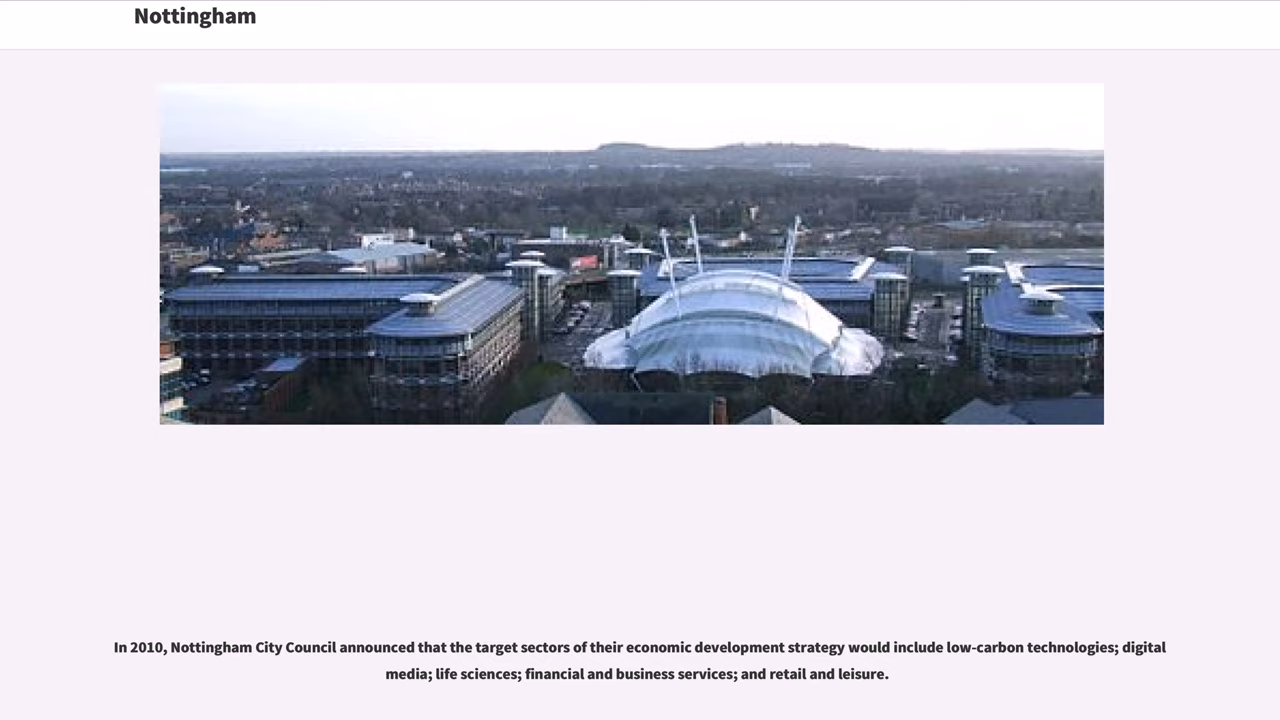 Nottingham
In 2010, Nottingham City Council announced that the target sectors of their economic development strategy would include low-carbon technologies; digital
media; life sciences; financial and business services; and retail and leisure.